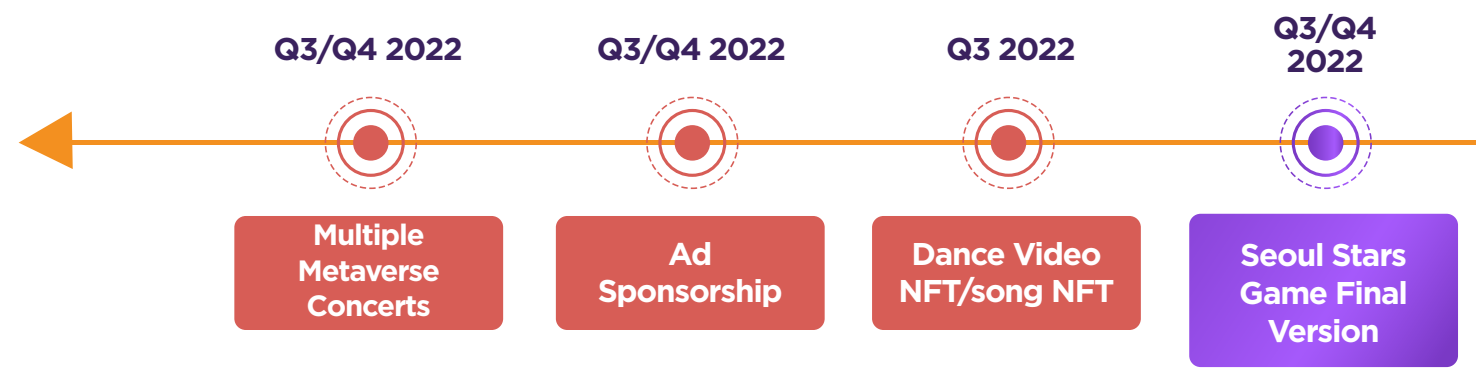 Q3/Q4 2022
Q3/Q4 2022
Q3 2022
Q3/Q4
2022
Multiple
Metaverse
Concerts
Ad
Sponsorship
Dance Video
NFT/song NFT
Seoul Stars
Game Final
Version